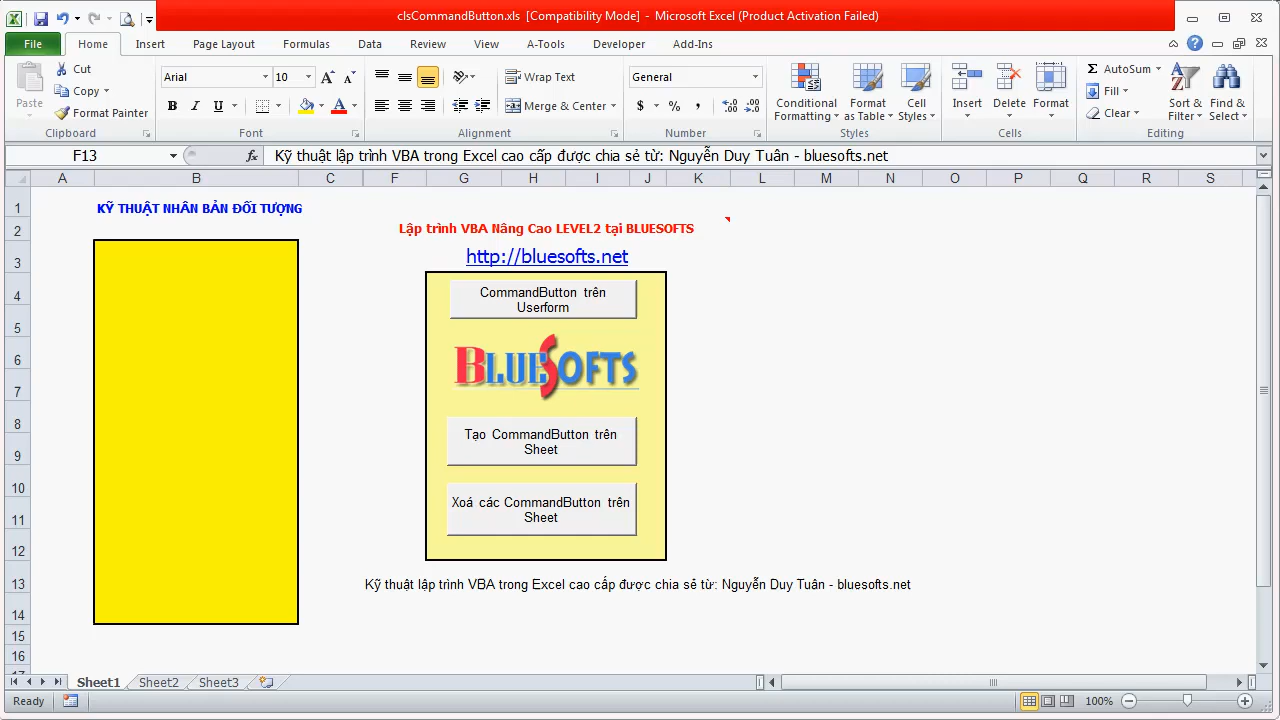 clsCommandButton.xls [Compatibility Mode] - Microsoft Excel (Product Activation Failed)
File Home Insert Page Layout Formulas Data Review View A-Tools Developer Add-Ins
Paste
Cut
Copy
Format Painter
Clipboard
Arial 10
B I U A
Font
Wrap Text
Merge & Center
Alignment
General
$ % ,
Number
Conditional Formatting
Format as Table
Cell Styles
Styles
Insert Delete Format
Cells
Σ AutoSum
Fill
Clear
Sort & Filter
Find & Select
Editing
F13 fx Kỹ thuật lập trình VBA trong Excel cao cấp được chia sẻ từ: Nguyễn Duy Tuân - bluesofts.net
A B C F G H I J K L M N O P Q R S
1 KỸ THUẬT NHÂN BẢN ĐỐI TƯỢNG
2 Lập trình VBA Nâng Cao LEVEL2 tại BLUESOFTS
3 http://bluesofts.net
4 CommandButton trên
Userform
5
6 BLUESOFTS
7
8 Tạo CommandButton trên
9 Sheet
10 Xoá các CommandButton trên
11 Sheet
12
13 Kỹ thuật lập trình VBA trong Excel cao cấp được chia sẻ từ: Nguyễn Duy Tuân - bluesofts.net
14
15
16
Sheet1 Sheet2 Sheet3
Ready 100%